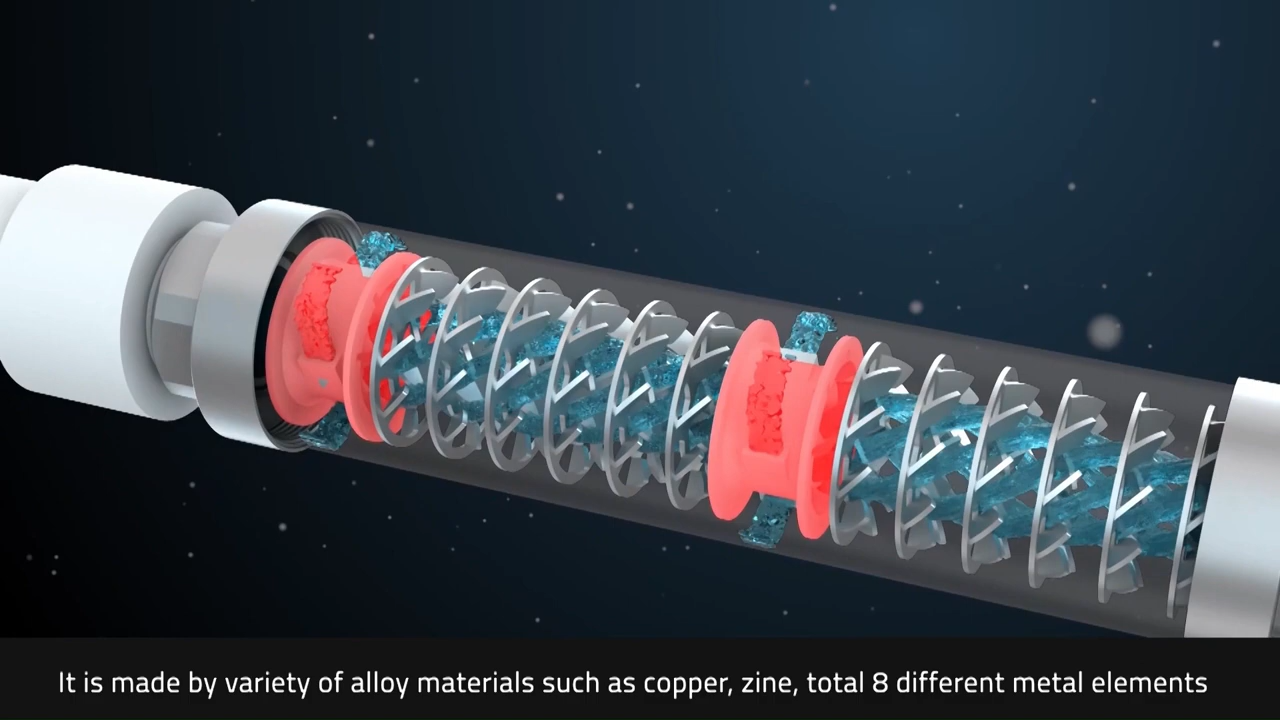 It is made by variety of alloy materials such as copper, zine, total 8 different metal elements